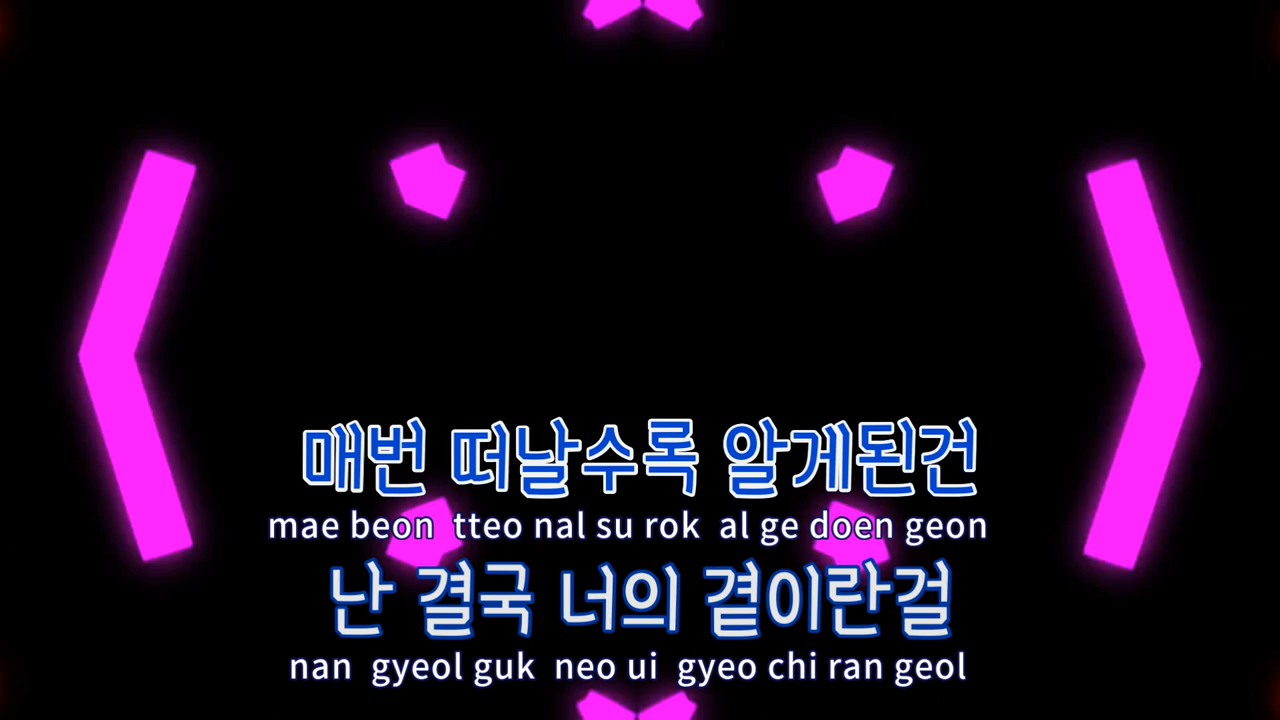 매번 떠날수록 알게된건
mae beon tteo nal su rok al ge doen geon
난 결국 너의 곁이란걸
nan gyeol guk neo ui gyeo chi ran geol